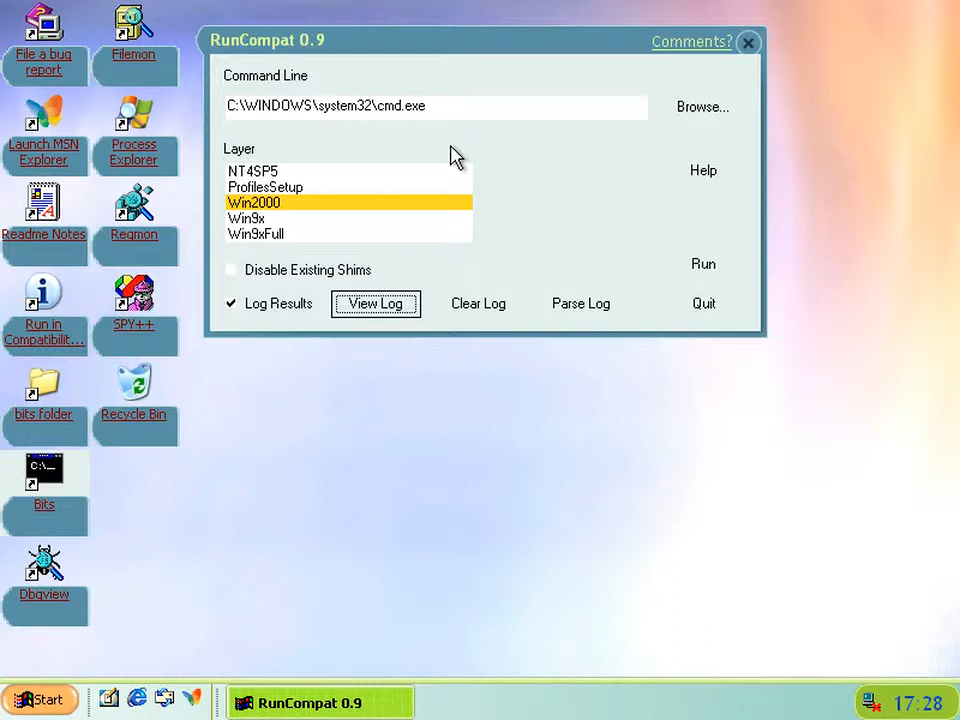 File a bug
report
Filemon
Launch MSN
Explorer
Process
Explorer
Readme Notes
Regmon
Run in
Compatibilit...
SPY++
bits folder
Recycle Bin
C:\_
Bits
Dbgview
RunCompat 0.9
Comments?
Command Line
C:\WINDOWS\system32\cmd.exe
Browse...
Layer
NT4SP5
ProfilesSetup
Win2000
Win9x
Win9xFull
Help
Disable Existing Shims
Run
Log Results
View Log
Clear Log
Parse Log
Quit
Start
RunCompat 0.9
17:28